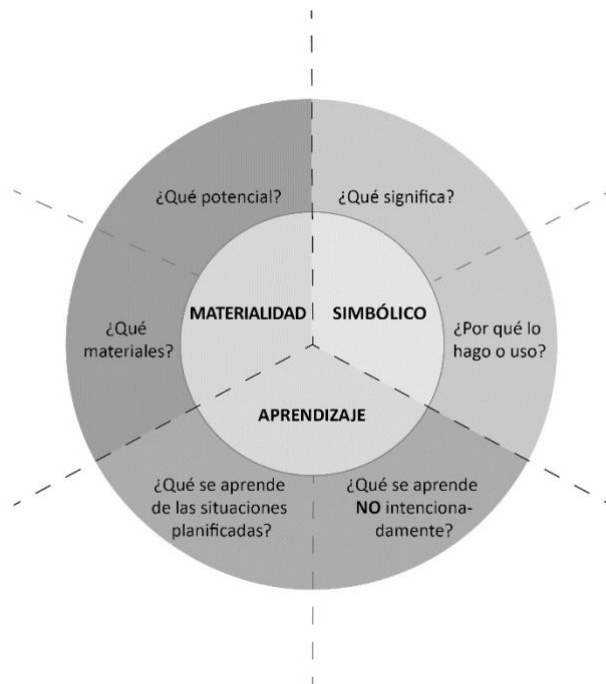 ¿Qué potencial?
¿Qué significa?
MATERIALIDAD
SIMBÓLICO
¿Qué
materiales?
¿Por qué lo
hago o uso?
APRENDIZAJE
¿Qué se aprende
de las situaciones
planificadas?
¿Qué se aprende
NO intenciona-
damente?